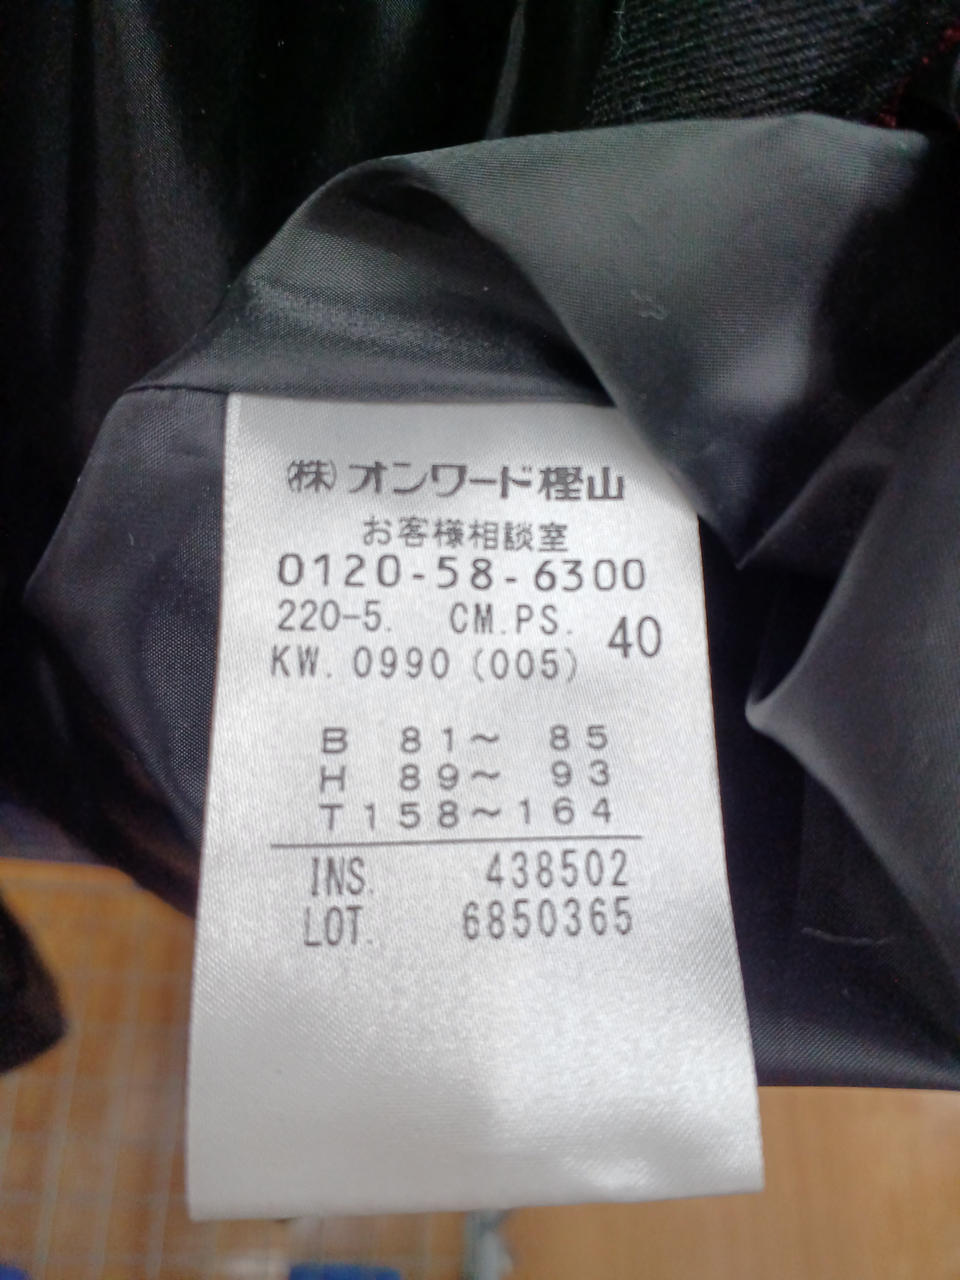 (株)オンワード樫山
お客様相談室
0120-58-6300
220-5. CM.PS. 40
KW. 0990 (005)
B 81～ 85
H 89～ 93
T158～164
INS. 438502
LOT. 6850365